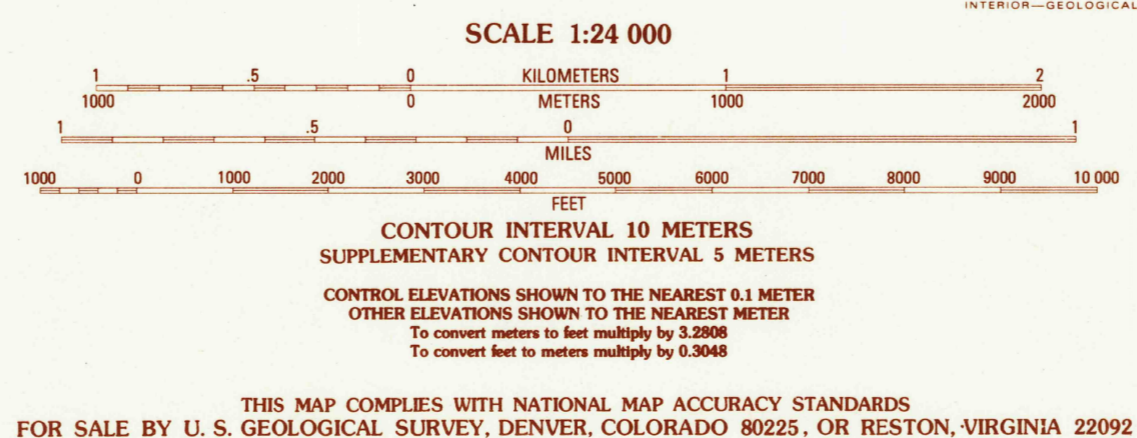 INTERIOR—GEOLOGICAL
SCALE 1:24 000
1 .5 0 KILOMETERS 1 2
1000 0 METERS 1000 2000
1 .5 0 1
MILES
1000 0 1000 2000 3000 4000 5000 6000 7000 8000 9000 10 000
FEET
CONTOUR INTERVAL 10 METERS
SUPPLEMENTARY CONTOUR INTERVAL 5 METERS
CONTROL ELEVATIONS SHOWN TO THE NEAREST 0.1 METER
OTHER ELEVATIONS SHOWN TO THE NEAREST METER
To convert meters to feet multiply by 3.2808
To convert feet to meters multiply by 0.3048
THIS MAP COMPLIES WITH NATIONAL MAP ACCURACY STANDARDS
FOR SALE BY U. S. GEOLOGICAL SURVEY, DENVER, COLORADO 80225, OR RESTON, VIRGINIA 22092